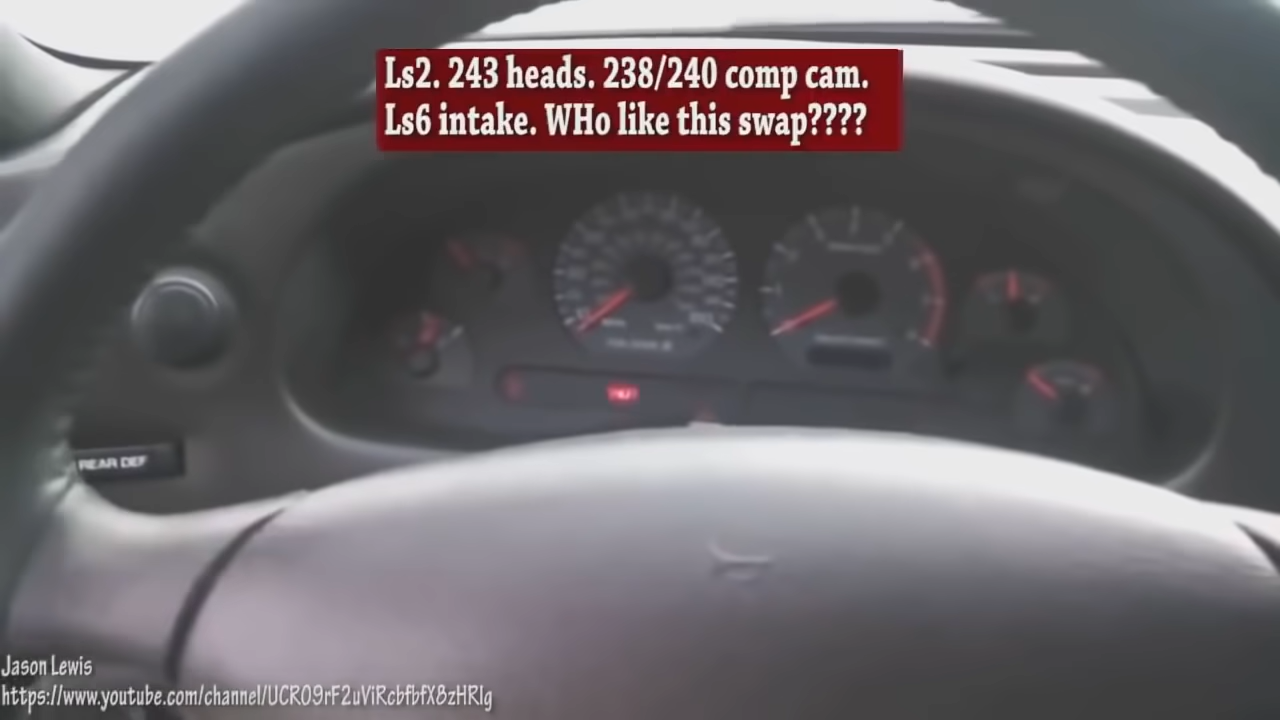 Ls2. 243 heads. 238/240 comp cam.
Ls6 intake. WHo like this swap????
REAR DEF
Jason Lewis
https://www.youtube.com/channel/UCRO9rF2uViRcbfbfX8zHRlg